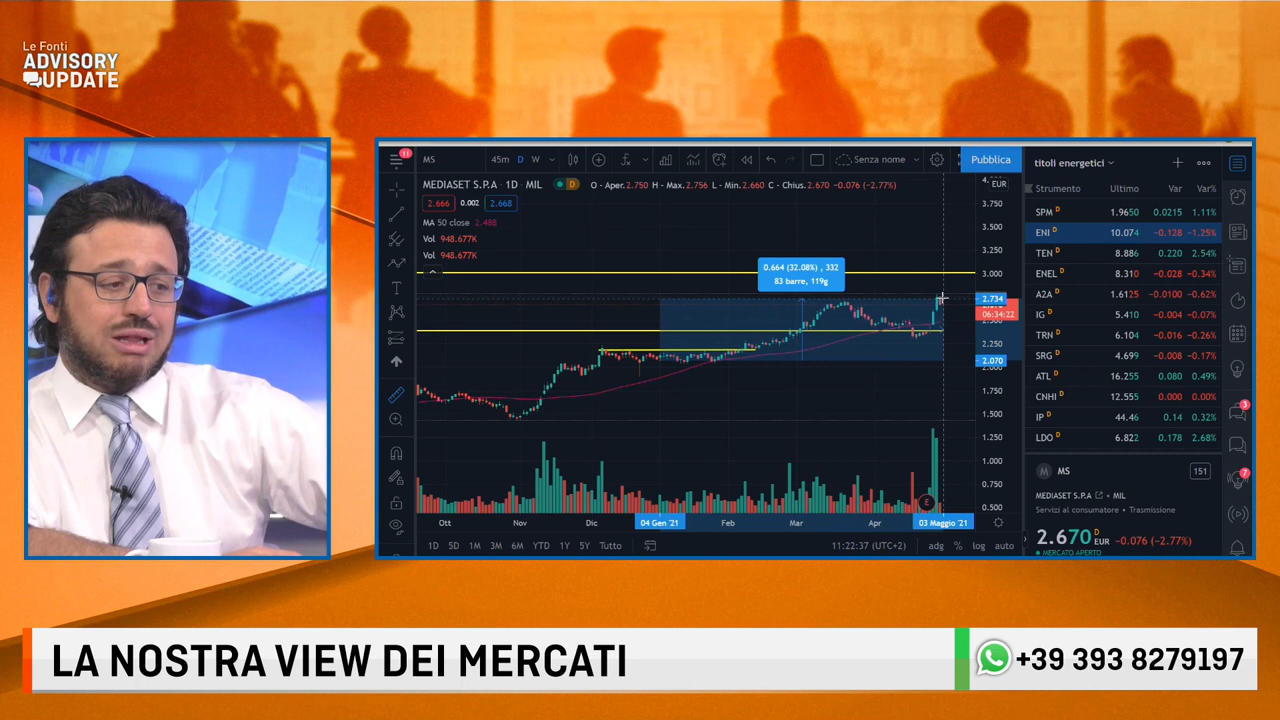 Le Fonti
ADVISORY
UPDATE
11
MS 45m D W Senza nome Pubblica
MEDIASET S.P.A · 1D · MIL D O - Aper.2.750 H - Max.2.756 L - Min.2.660 C - Chius.2.670 -0.076 (-2.77%)
2.666 0.002 2.668
MA 50 close 2.488
Vol 948.677K
Vol 948.677K
0.664 (32.08%) , 332
83 barre, 119g
EUR
3.750
3.500
3.250
3.000
2.734
06:34:22
2.250
2.070
1.750
1.500
1.250
1.000
0.750
0.500
E
Ott Nov Dic 04 Gen '21 Feb Mar Apr 03 Maggio '21
1D 5D 1M 3M 6M YTD 1Y 5Y Tutto 11:22:37 (UTC+2) adg % log auto
titoli energetici
Strumento Ultimo Var Var%
SPM D 1.9650 0.0215 1.11%
ENI D 10.074 -0.128 -1.25%
TEN D 8.886 0.220 2.54%
ENEL D 8.310 -0.028 -0.34%
A2A D 1.6125 -0.0100 -0.62%
IG D 5.410 -0.004 -0.07%
TRN D 6.104 -0.016 -0.26%
SRG D 4.699 -0.008 -0.17%
ATL D 16.255 0.080 0.49%
CNHI D 12.555 0.000 0.00%
IP D 44.46 0.14 0.32%
LDO D 6.822 0.178 2.68%
M MS 151
MEDIASET S.P.A • MIL
Servizi al consumatore • Trasmissione
2.670 D EUR -0.076 (-2.77%)
MERCATO APERTO
3
7
LA NOSTRA VIEW DEI MERCATI
+39 393 8279197